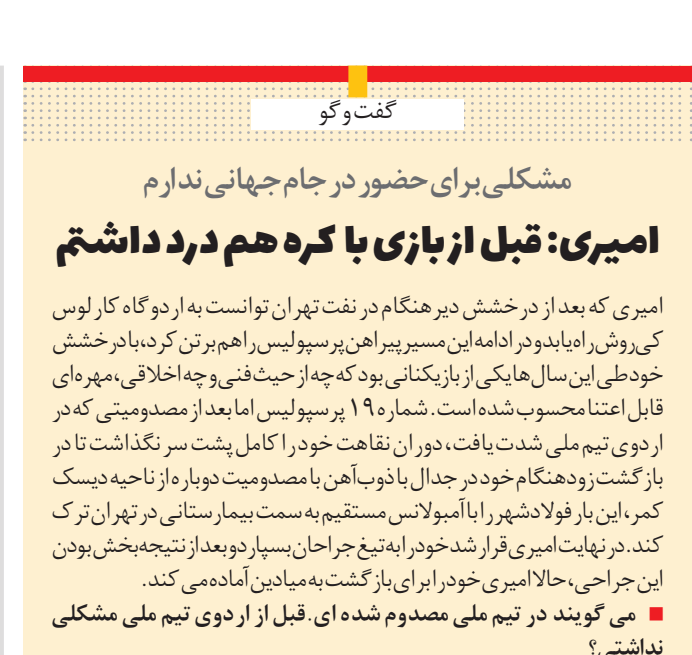 گفت‌وگو
مشکلی برای حضور در جام جهانی ندارم
امیری: قبل از بازی با کره هم درد داشتم
امیری که بعد از درخشش دیرهنگام در نفت تهران توانست به اردوگاه کارلوس
کی‌روش راه یابد و در ادامه این مسیر پیراهن پرسپولیس را هم بر تن کرد، با درخشش
خود طی این سال‌ها یکی از بازیکنانی بود که چه از حیث فنی و چه اخلاقی، مهره‌ای
قابل اعتنا محسوب شده است. شماره ۱۹ پرسپولیس اما بعد از مصدومیتی که در
اردوی تیم ملی شدت یافت، دوران نقاهت خود را کامل پشت سر نگذاشت تا در
بازگشت زودهنگام خود در جدال با ذوب‌آهن با مصدومیت دوباره از ناحیه دیسک
کمر، این بار فولادشهر را با آمبولانس مستقیم به سمت بیمارستانی در تهران ترک
کند. در نهایت امیری قرار شد خود را به تیغ جراحان بسپارد و بعد از نتیجه‌بخش بودن
این جراحی، حالا امیری خود را برای بازگشت به میادین آماده می کند.
■ می گویند در تیم ملی مصدوم شده ای. قبل از اردوی تیم ملی مشکلی
نداشتی؟